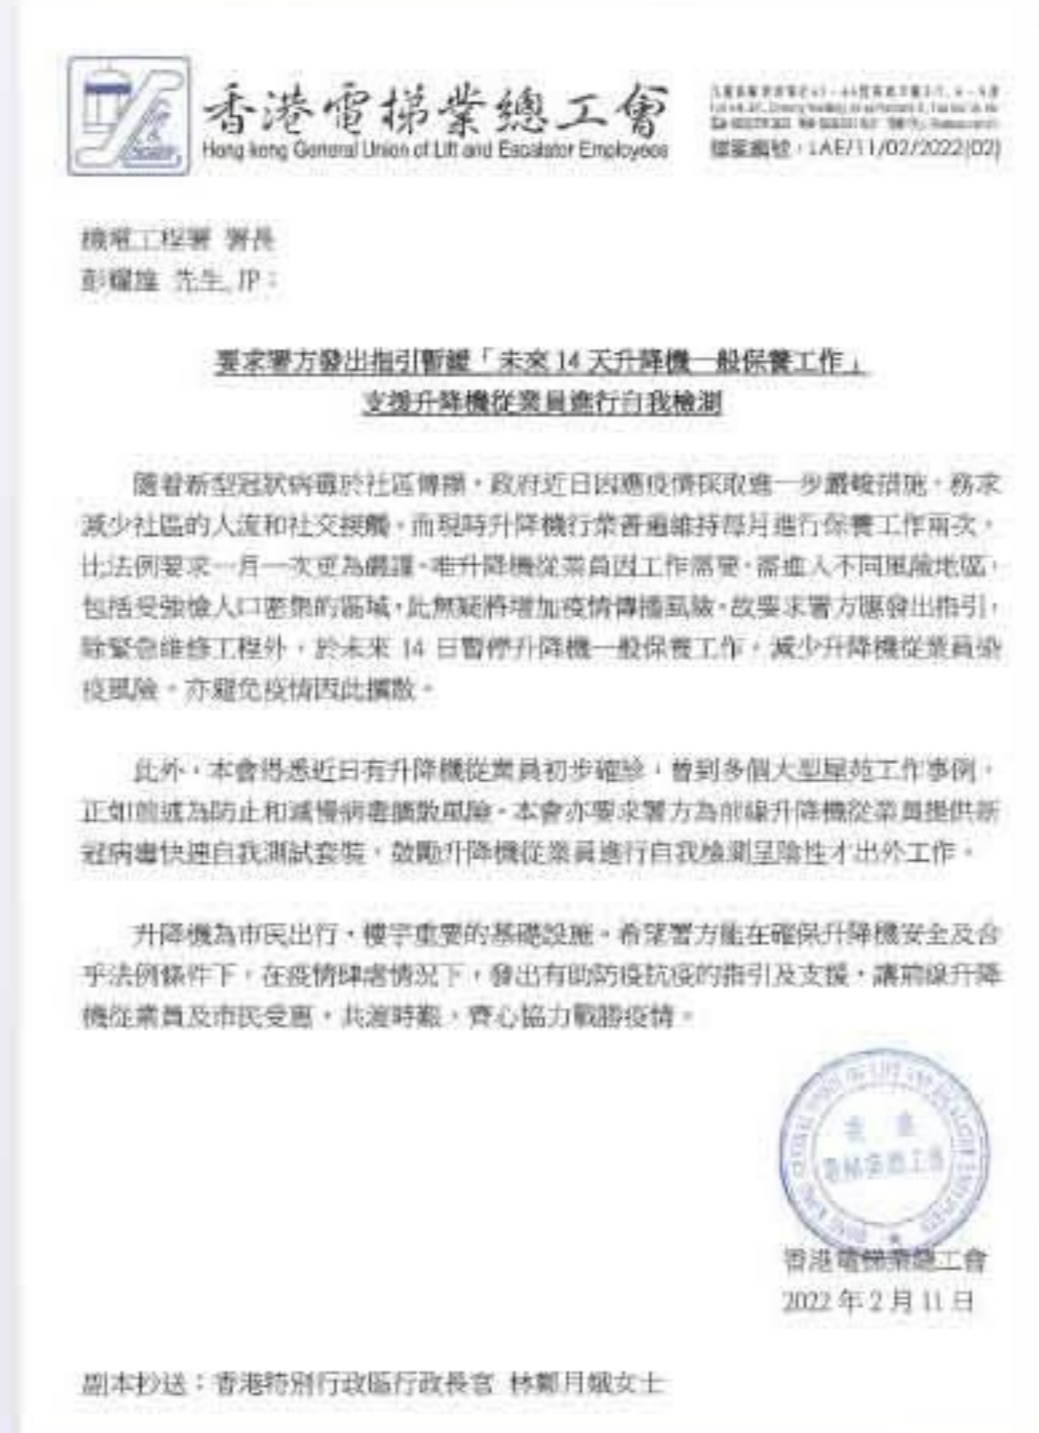 香港電梯業總工會
Hong kong General Union of Lift and Escalator Employees
檔案編號：LAE/11/02/2022(02)
機電工程署 署長
彭耀雄 先生, JP：
要求署方發出指引暫緩「未來 14 天升降機一般保養工作」
支援升降機從業員進行自我檢測
隨着新型冠狀病毒於社區傳播，政府近日因應疫情採取進一步嚴峻措施，務求
減少社區的人流和社交接觸。而現時升降機行業普遍維持每月進行保養工作兩次，
比法例要求一月一次更為嚴謹。唯升降機從業員因工作需要，需進入不同風險地區，
包括受強檢人口密集的區域，此無疑將增加疫情傳播風險。故要求署方應發出指引，
除緊急維修工程外，於未來 14 日暫停升降機一般保養工作，減少升降機從業員染
疫風險，亦避免疫情因此擴散。
此外，本會得悉近日有升降機從業員初步確診，曾到多個大型屋苑工作事例，
正如前述為防止和減慢病毒擴散風險。本會亦要求署方為前線升降機從業員提供新
冠病毒快速自我測試套裝，鼓勵升降機從業員進行自我檢測呈陰性才出外工作。
升降機為市民出行，樓宇重要的基礎設施。希望署方能在確保升降機安全及合
乎法例條件下，在疫情肆虐情況下，發出有助防疫抗疫的指引及支援，讓前線升降
機從業員及市民受惠。共渡時艱，齊心協力戰勝疫情。
HONG KONG GENERAL UNION OF LIFT AND ESCALATOR EMPLOYEES
香港
電梯業總工會
香港電梯業總工會
2022 年 2 月 11 日
副本抄送：香港特別行政區行政長官 林鄭月娥女士